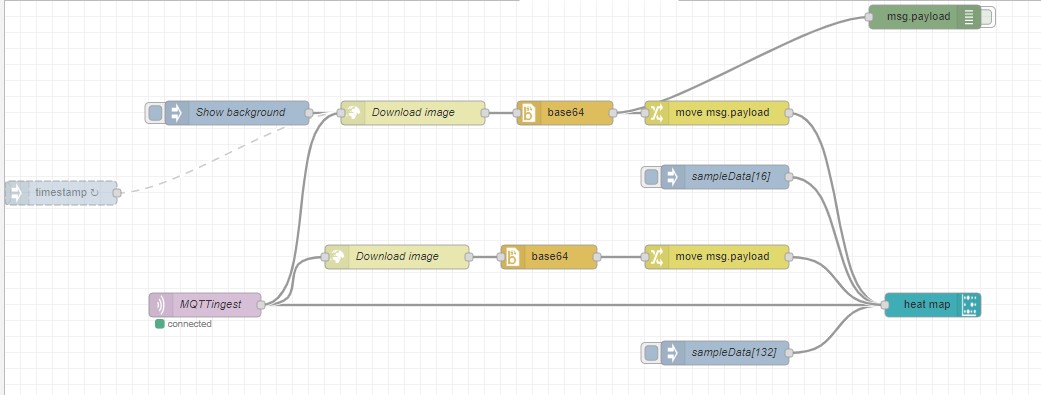 msg.payload
Show background
Download image
base64
move msg.payload
sampleData[16]
timestamp ↻
Download image
base64
move msg.payload
MQTTingest
heat map
connected
sampleData[132]